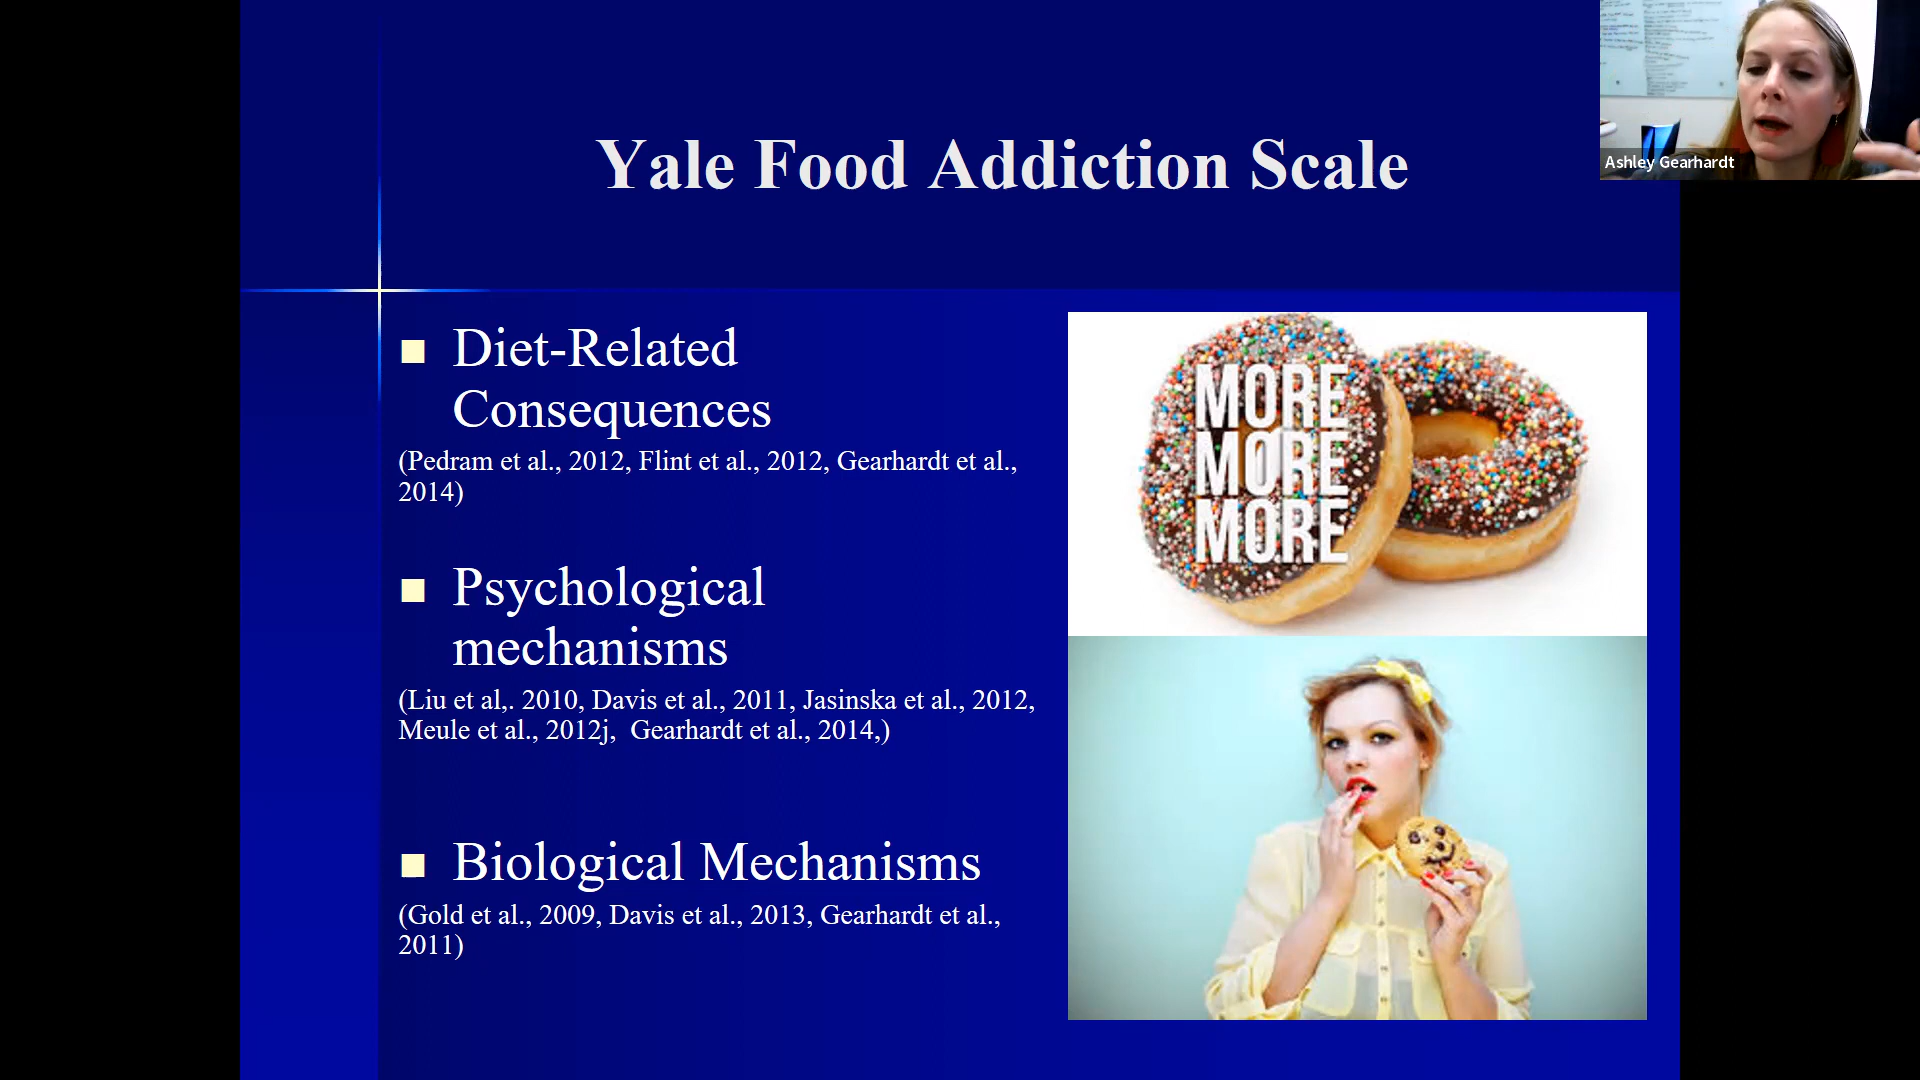 Yale Food Addiction Scale
Ashley Gearhardt
Diet-Related
Consequences
(Pedram et al., 2012, Flint et al., 2012, Gearhardt et al.,
2014)
Psychological
mechanisms
(Liu et al,. 2010, Davis et al., 2011, Jasinska et al., 2012,
Meule et al., 2012j,  Gearhardt et al., 2014,)
Biological Mechanisms
(Gold et al., 2009, Davis et al., 2013, Gearhardt et al.,
2011)
MORE
MORE
MORE